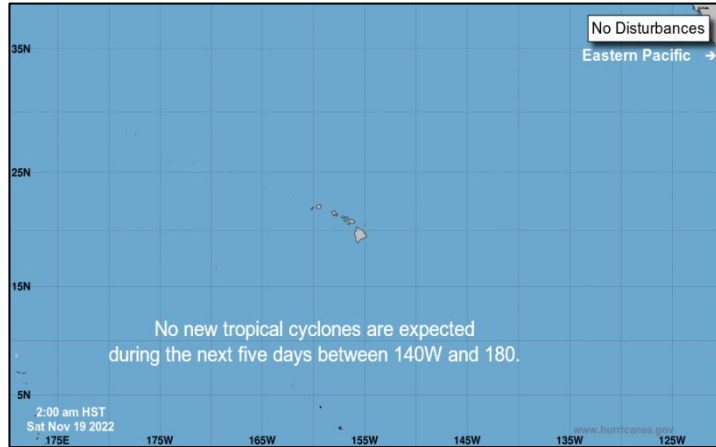 No Disturbances
Eastern Pacific →
35N
25N
15N
No new tropical cyclones are expected
during the next five days between 140W and 180.
5N
2:00 am HST
Sat Nov 19 2022
www.hurricanes.gov
175E 175W 165W 155W 145W 135W 125W